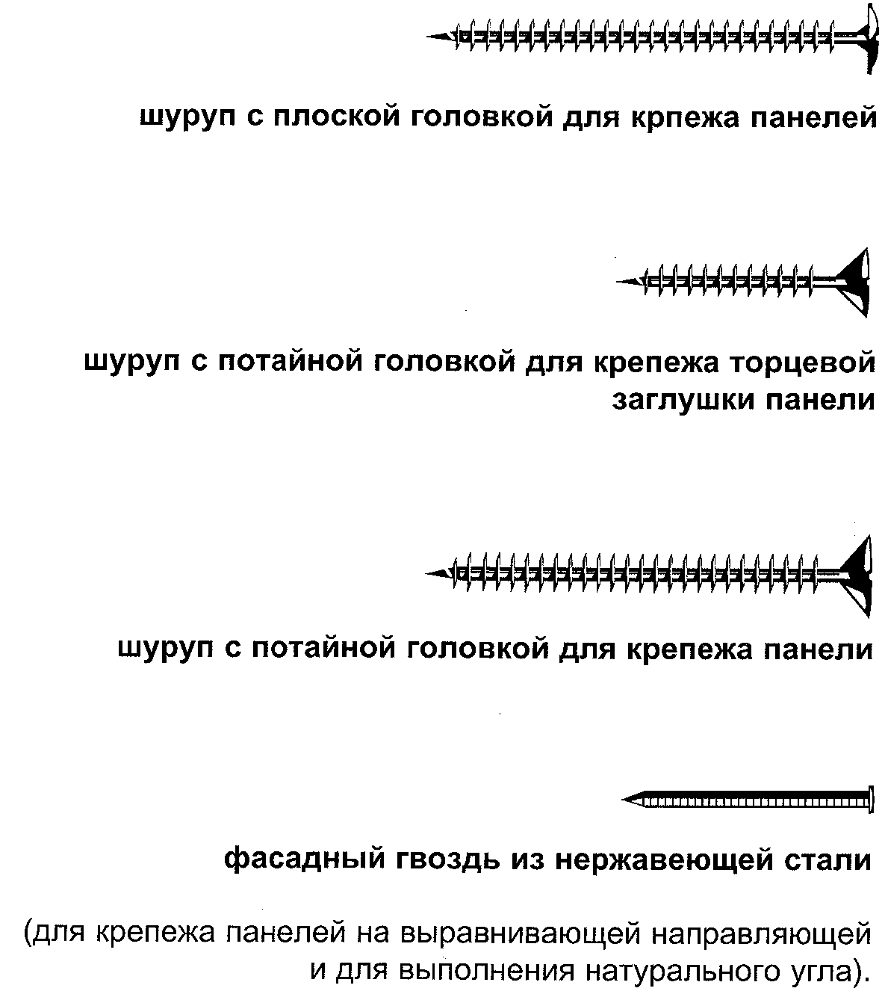 шуруп с плоской головкой для крпежа панелей
шуруп с потайной головкой для крепежа торцевой
заглушки панели
шуруп с потайной головкой для крепежа панели
фасадный гвоздь из нержавеющей стали
(для крепежа панелей на выравнивающей направляющей
и для выполнения натурального угла).